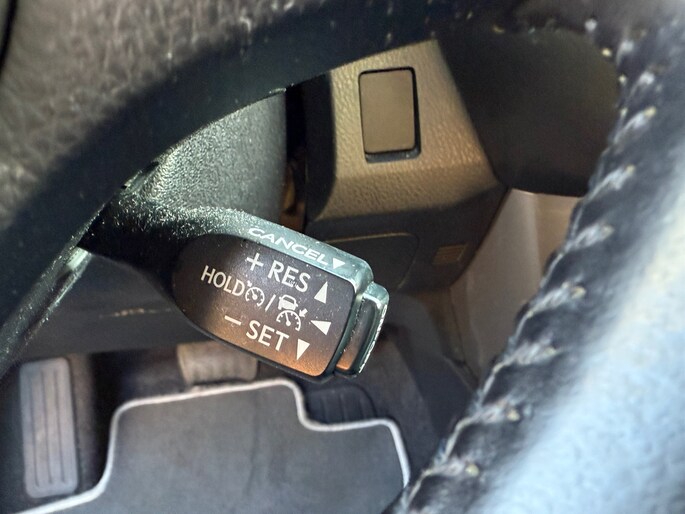 CANCEL▼
+ RES ▲
HOLD /
− SET ▼